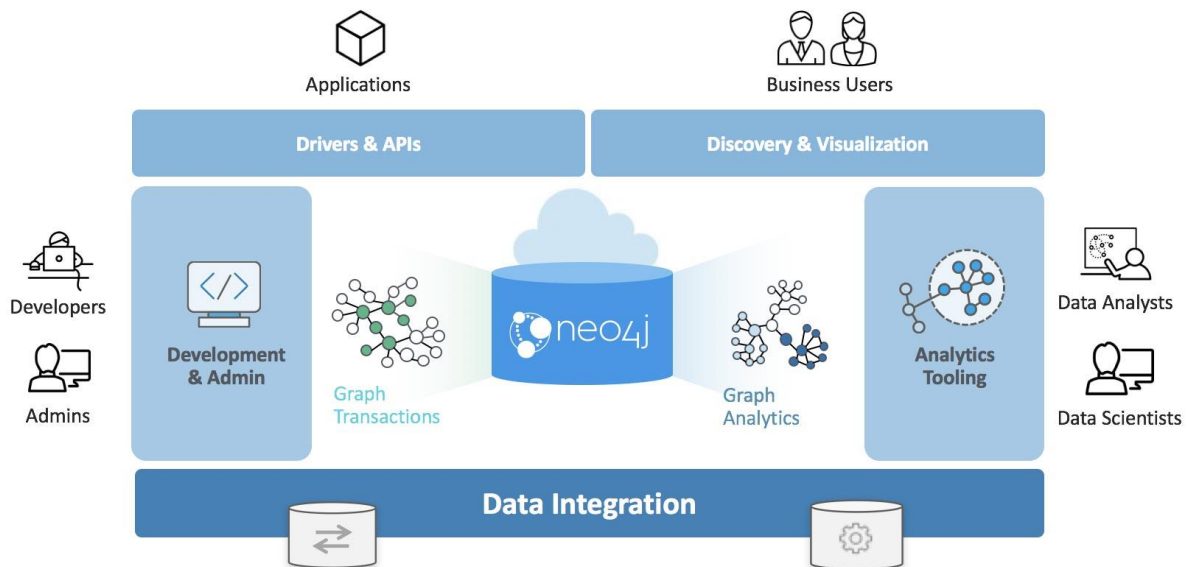 Applications
Business Users
Drivers & APIs
Discovery & Visualization
Developers
Admins
</>
Development
& Admin
Graph
Transactions
neo4j
Graph
Analytics
Analytics
Tooling
Data Analysts
Data Scientists
Data Integration